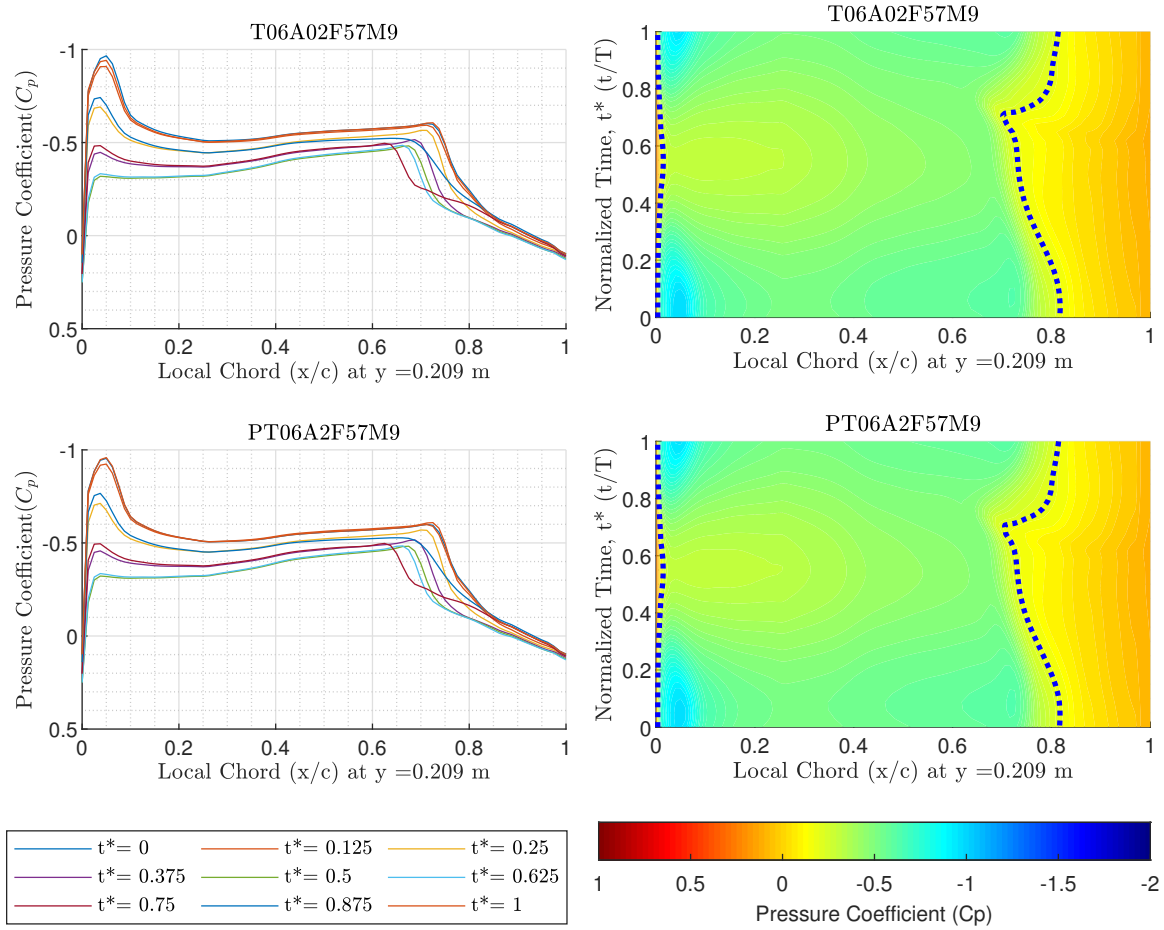 T06A02F57M9
-1
-0.5
0
0.5
Pressure Coefficient(Cp)
0 0.2 0.4 0.6 0.8 1
Local Chord (x/c) at y =0.209 m
T06A02F57M9
1
0.8
0.6
0.4
0.2
0
Normalized Time, t* (t/T)
0 0.2 0.4 0.6 0.8 1
Local Chord (x/c) at y =0.209 m
PT06A2F57M9
-1
-0.5
0
0.5
Pressure Coefficient(Cp)
0 0.2 0.4 0.6 0.8 1
Local Chord (x/c) at y =0.209 m
PT06A2F57M9
1
0.8
0.6
0.4
0.2
0
Normalized Time, t* (t/T)
0 0.2 0.4 0.6 0.8 1
Local Chord (x/c) at y =0.209 m
t*= 0 t*= 0.125 t*= 0.25
t*= 0.375 t*= 0.5 t*= 0.625
t*= 0.75 t*= 0.875 t*= 1
1 0.5 0 -0.5 -1 -1.5 -2
Pressure Coefficient (Cp)